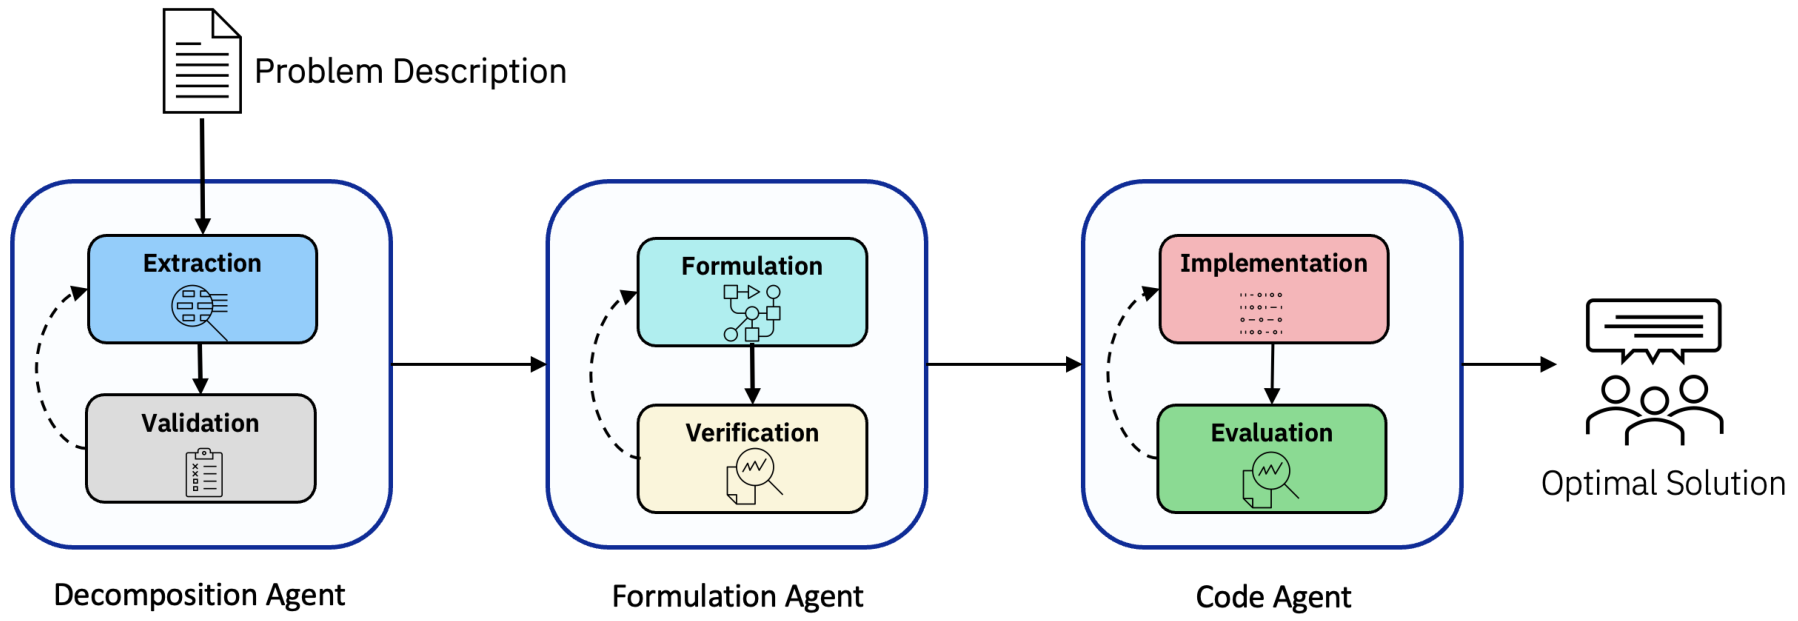 Problem Description
Extraction
Validation
Decomposition Agent
Formulation
Verification
Formulation Agent
Implementation
Evaluation
Code Agent
Optimal Solution